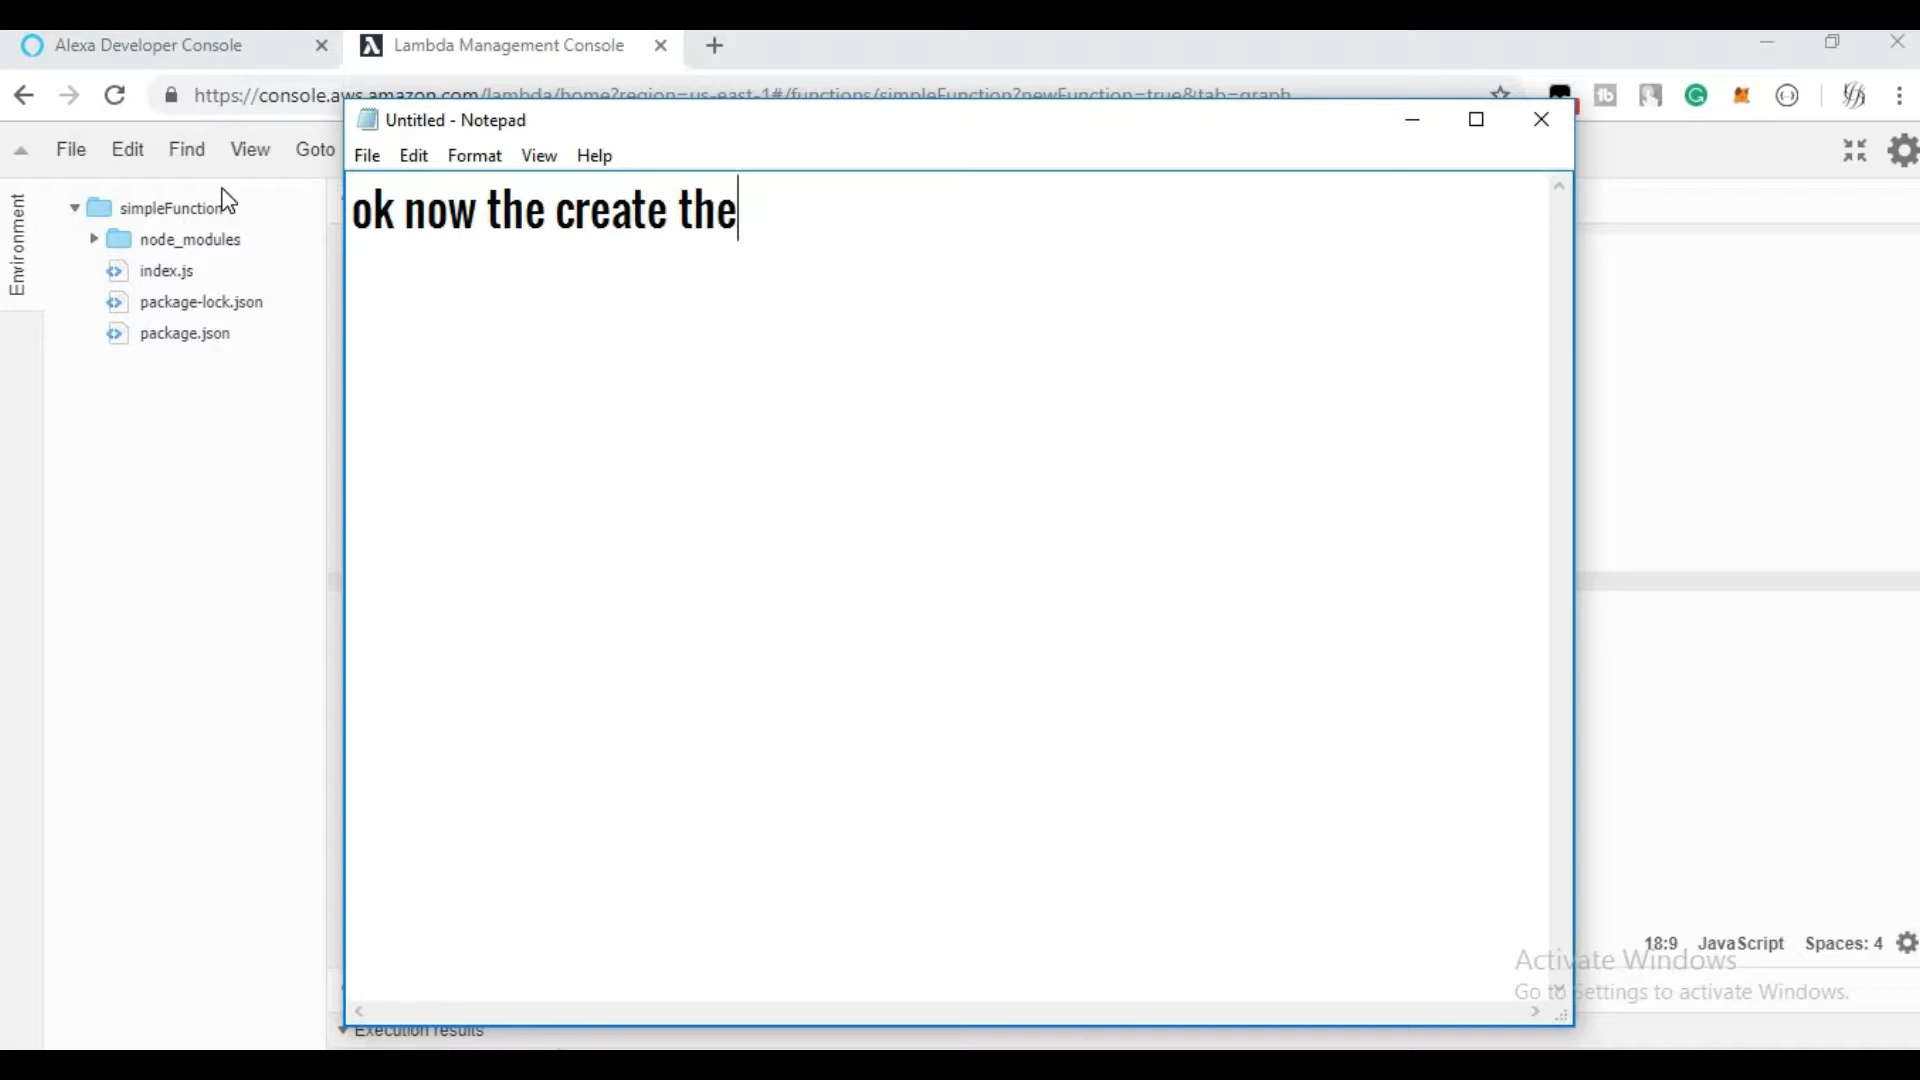 Alexa Developer Console
Lambda Management Console
https://console.aws.amazon.com/lambda/home?region=us-east-1#/functions/simpleFunction?newFunction=true&tab=graph
Untitled - Notepad
File Edit Find View Goto
File Edit Format View Help
ok now the create the
Environment
simpleFunction
node_modules
index.js
package-lock.json
package.json
18:9 JavaScript Spaces: 4
Activate Windows
Go to Settings to activate Windows.
Execution results